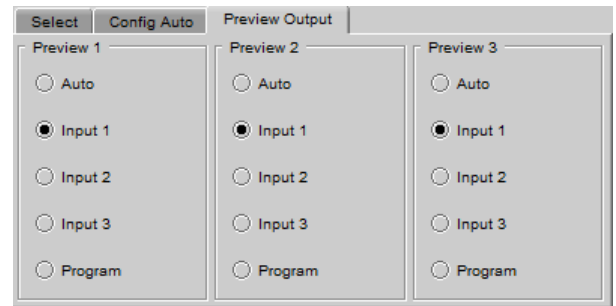 Select Config Auto Preview Output
Preview 1 Preview 2 Preview 3
Auto Auto Auto
Input 1 Input 1 Input 1
Input 2 Input 2 Input 2
Input 3 Input 3 Input 3
Program Program Program